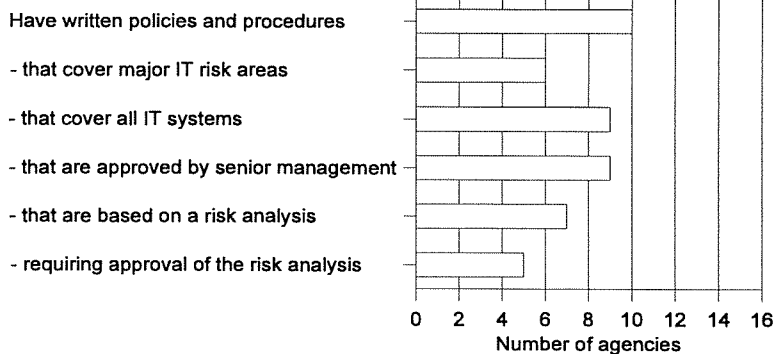 Have written policies and procedures
- that cover major IT risk areas
- that cover all IT systems
- that are approved by senior management
- that are based on a risk analysis
- requiring approval of the risk analysis
0 2 4 6 8 10 12 14 16
Number of agencies